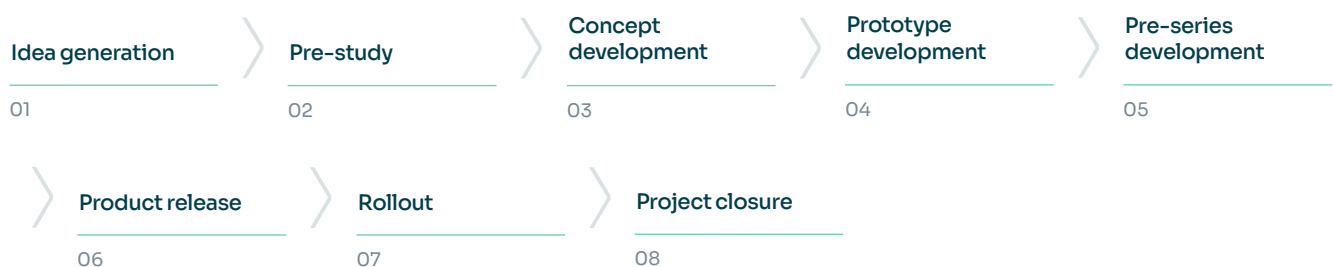 Idea generation
01
Pre-study
02
Concept
development
03
Prototype
development
04
Pre-series
development
05
Product release
06
Rollout
07
Project closure
08